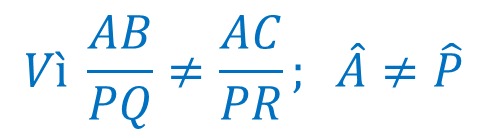 Vì AB/PQ ≠ AC/PR; Â ≠ P̂